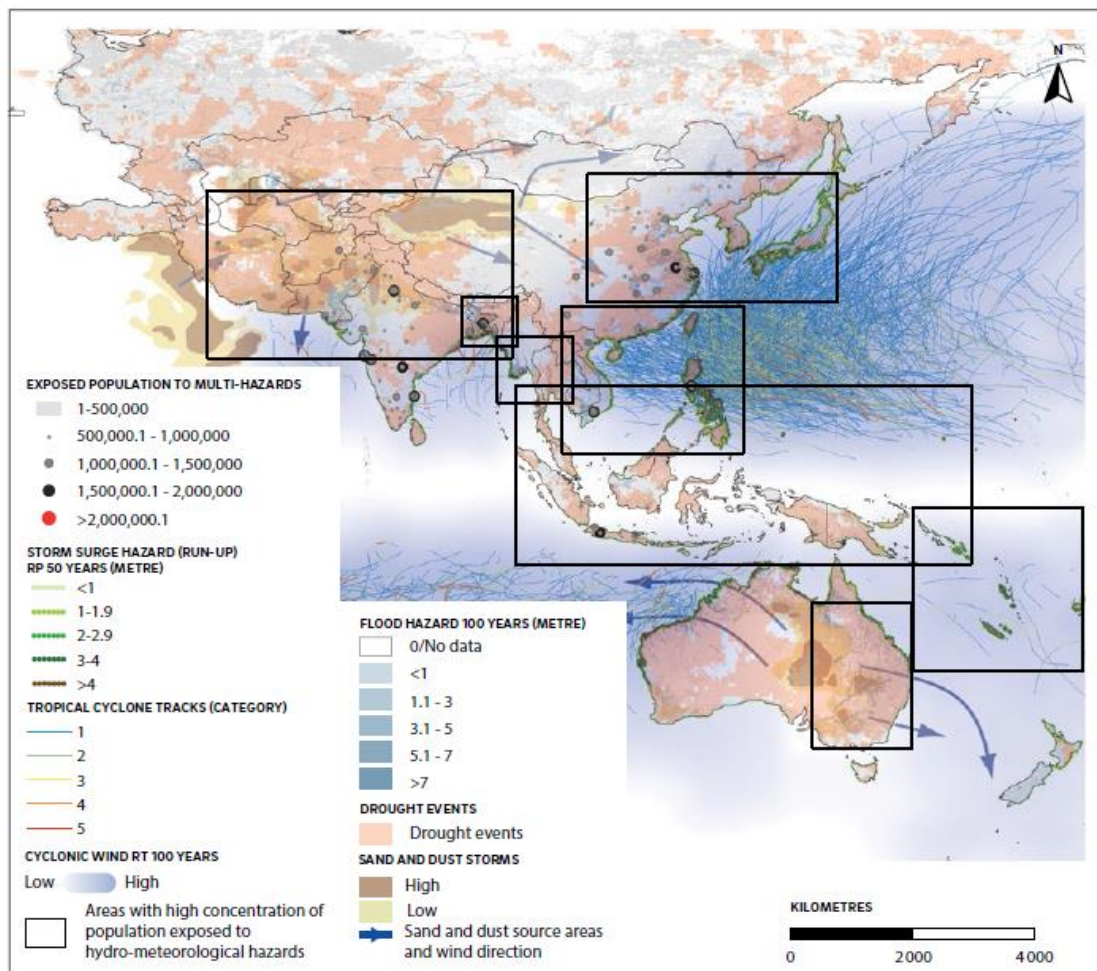 N
EXPOSED POPULATION TO MULTI-HAZARDS
1-500,000
500,000.1 - 1,000,000
1,000,000.1 - 1,500,000
1,500,000.1 - 2,000,000
>2,000,000.1
STORM SURGE HAZARD (RUN-UP)
RP 50 YEARS (METRE)
<1
1-1.9
2-2.9
3-4
>4
TROPICAL CYCLONE TRACKS (CATEGORY)
1
2
3
4
5
CYCLONIC WIND RT 100 YEARS
Low High
Areas with high concentration of
population exposed to
hydro-meteorological hazards
FLOOD HAZARD 100 YEARS (METRE)
0/No data
<1
1.1 - 3
3.1 - 5
5.1 - 7
>7
DROUGHT EVENTS
Drought events
SAND AND DUST STORMS
High
Low
Sand and dust source areas
and wind direction
KILOMETRES
0 2 000 4 000